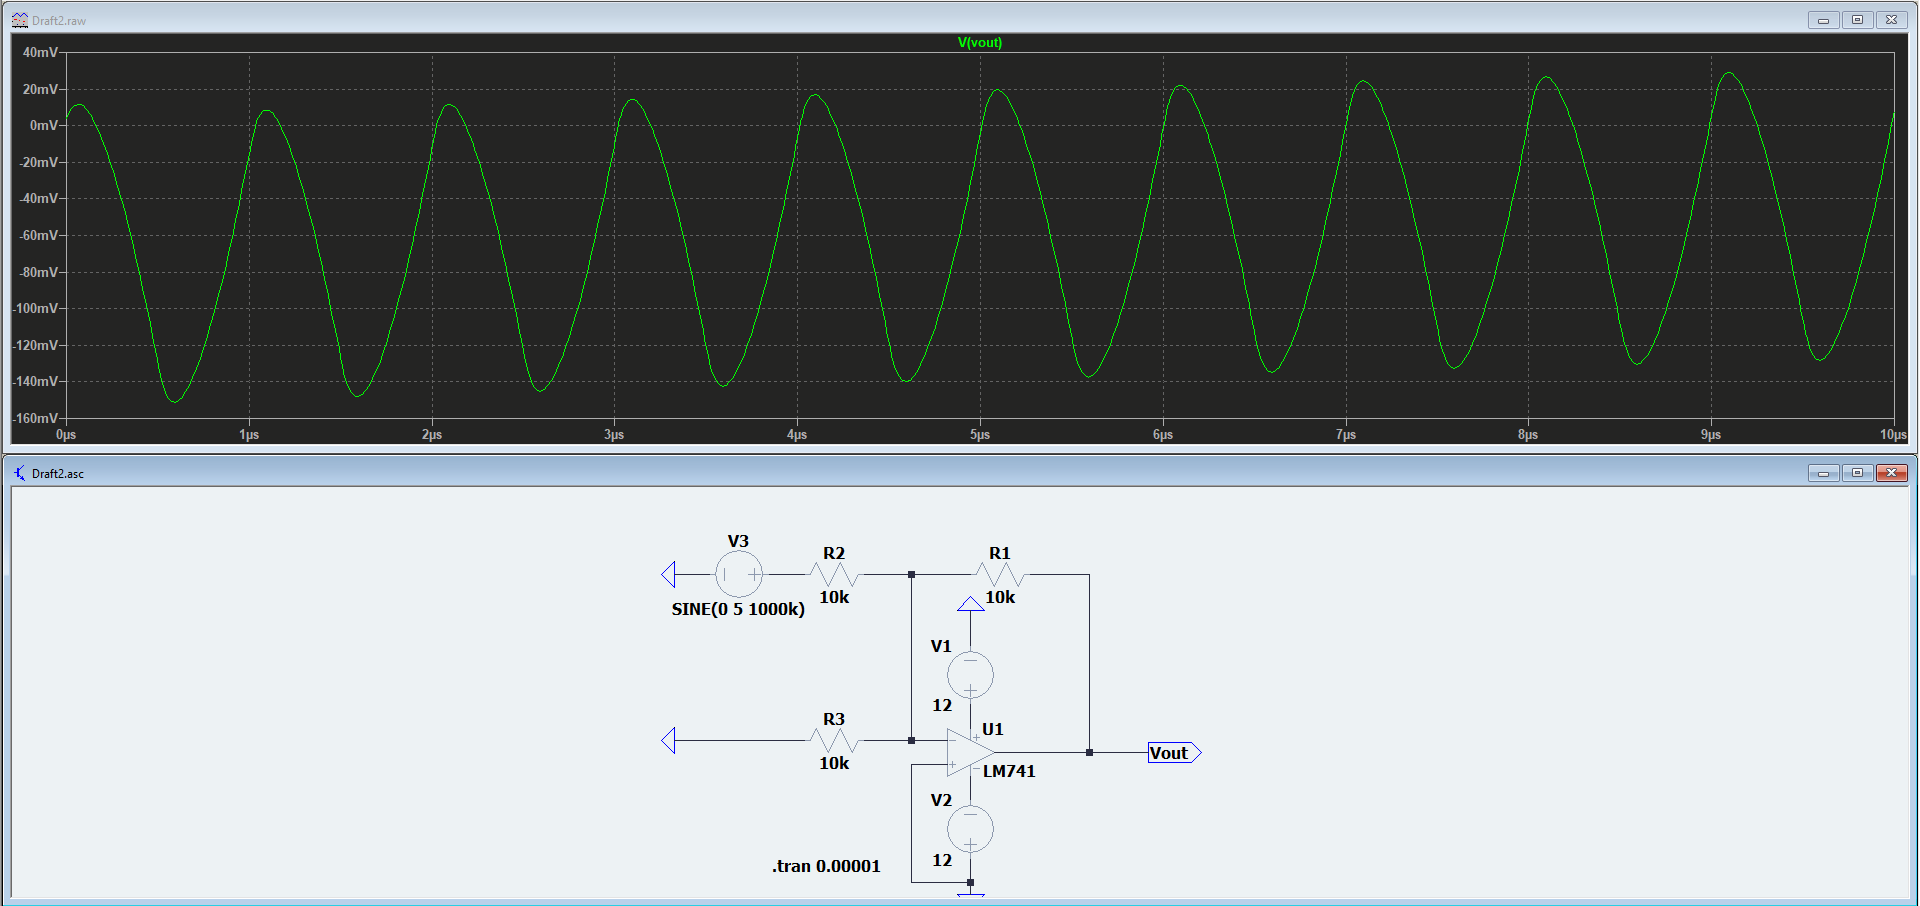 Draft2.raw
V(vout)
40mV
20mV
0mV
-20mV
-40mV
-60mV
-80mV
-100mV
-120mV
-140mV
-160mV
0µs 1µs 2µs 3µs 4µs 5µs 6µs 7µs 8µs 9µs 10µs
Draft2.asc
V3
R2
R1
10k
10k
SINE(0 5 1000k)
V1
12
R3
U1
10k
Vout
LM741
V2
12
.tran 0.00001